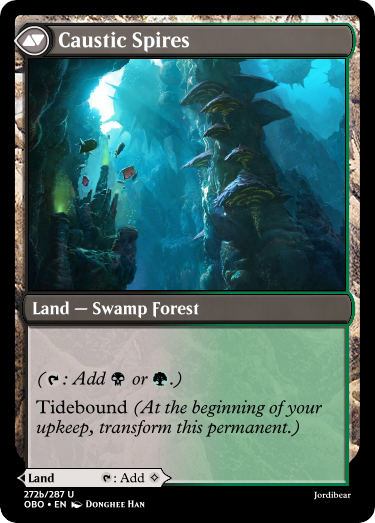 Caustic Spires
Land — Swamp Forest
(: Add or .)
Tidebound (At the beginning of your
upkeep, transform this permanent.)
Land : Add
272b/287 U
OBO • EN Donghee Han
Jordibear